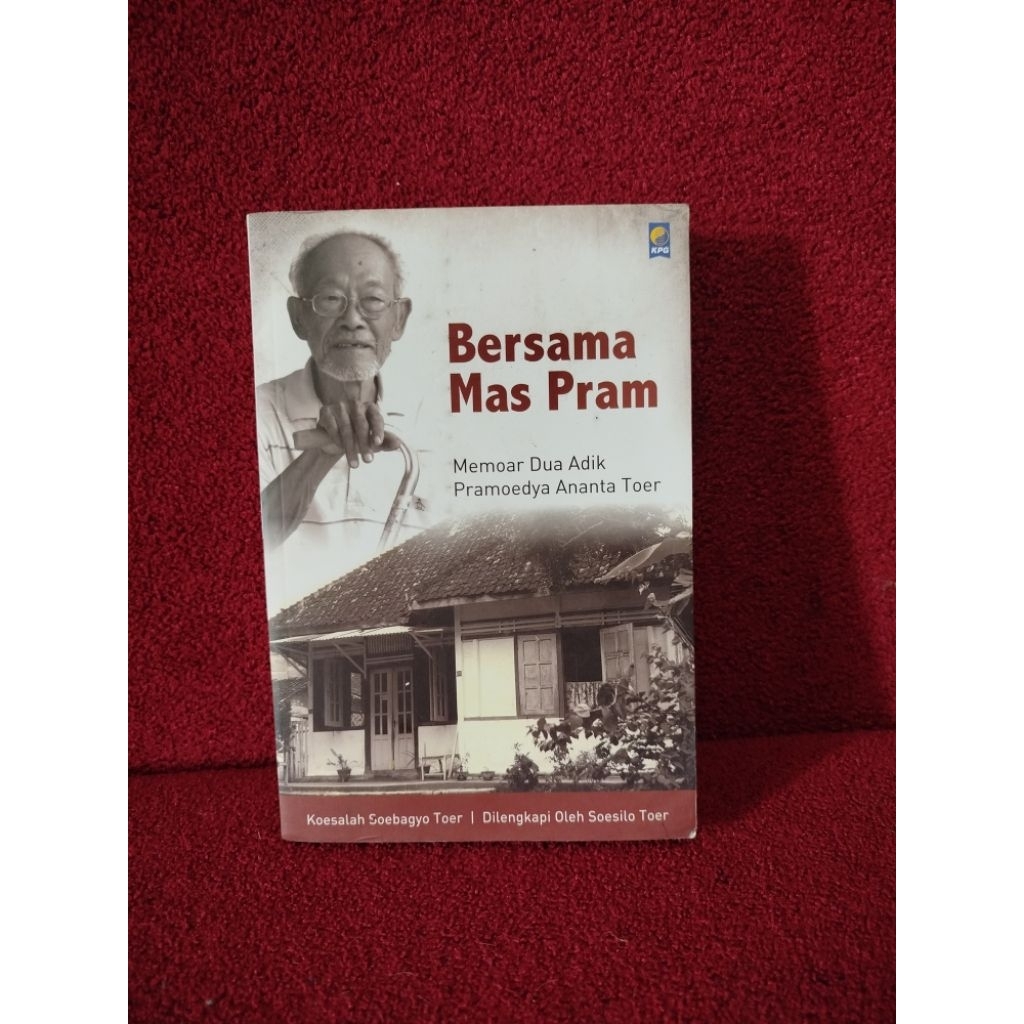 KPG
Bersama
Mas Pram
Memoar Dua Adik
Pramoedya Ananta Toer
Koesalah Soebagyo Toer | Dilengkapi Oleh Soesilo Toer